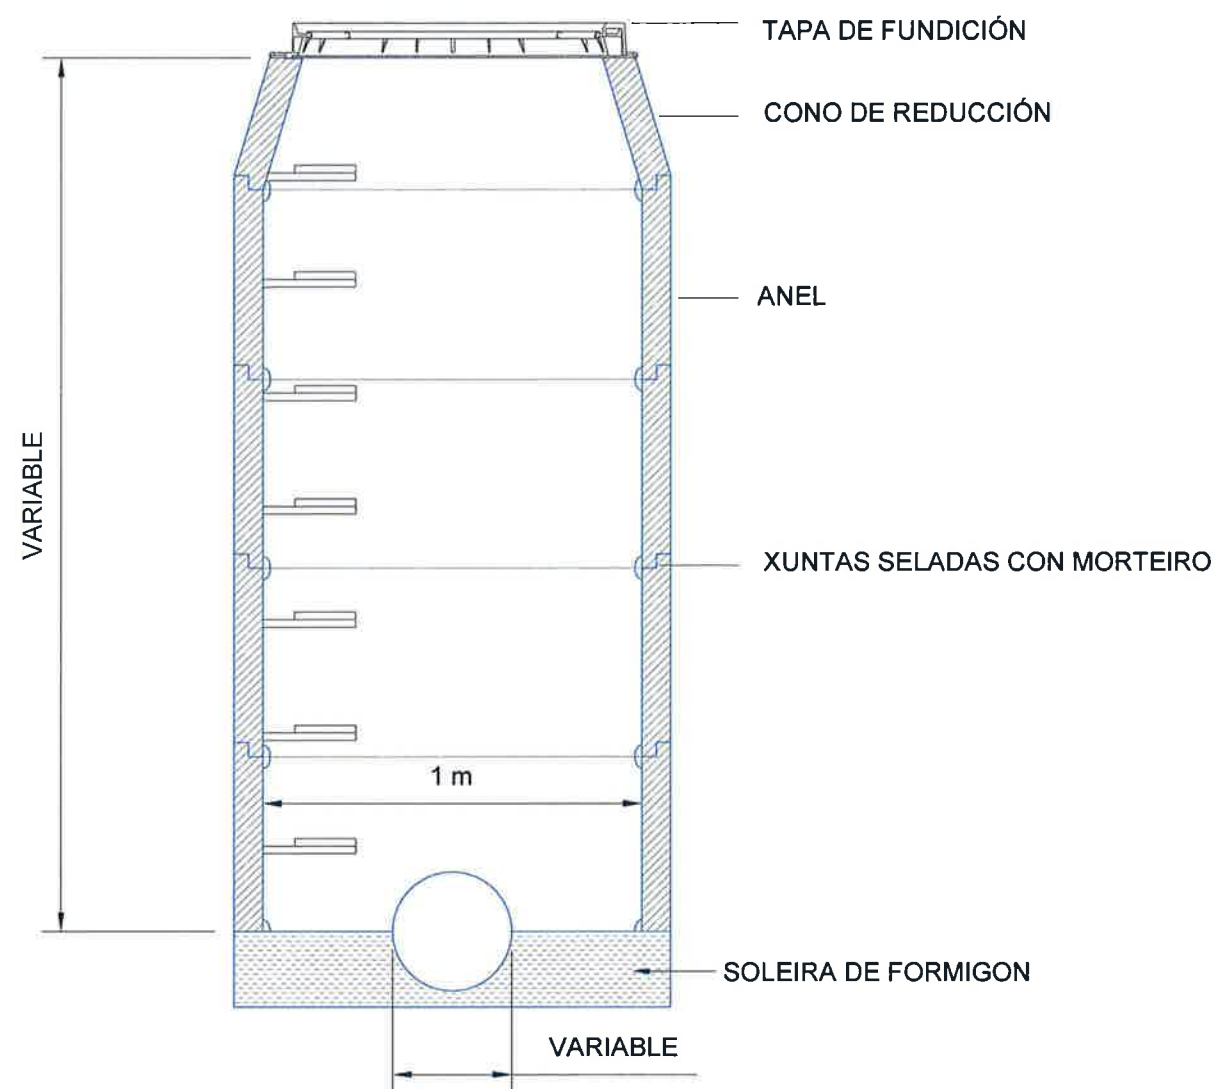 TAPA DE FUNDICIÓN
CONO DE REDUCCIÓN
ANEL
VARIABLE
XUNTAS SELADAS CON MORTEIRO
1 m
SOLEIRA DE FORMIGON
VARIABLE